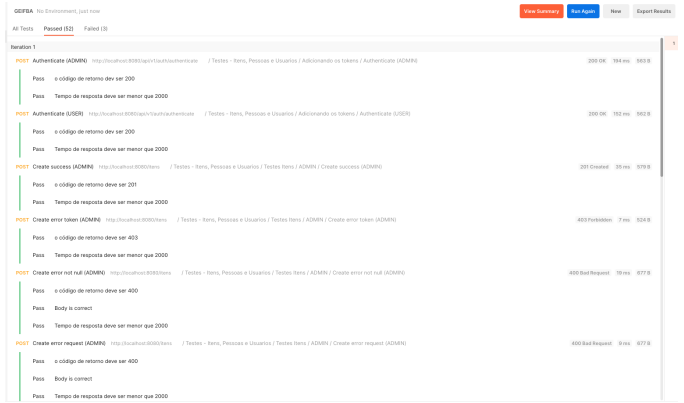 GEIFBA No Environment, just now View Summary Run Again New Export Results
All Tests Passed (52) Failed (3)
Iteration 1 1
POST Authenticate (ADMIN) http://localhost:8080/api/v1/auth/authenticate / Testes - Itens, Pessoas e Usuarios / Adicionando os tokens / Authenticate (ADMIN) 200 OK 194 ms 563 B
Pass o código de retorno dev ser 200
Pass Tempo de resposta deve ser menor que 2000
POST Authenticate (USER) http://localhost:8080/api/v1/auth/authenticate / Testes - Itens, Pessoas e Usuarios / Adicionando os tokens / Authenticate (USER) 200 OK 192 ms 562 B
Pass o código de retorno dev ser 200
Pass Tempo de resposta deve ser menor que 2000
POST Create success (ADMIN) http://localhost:8080/itens / Testes - Itens, Pessoas e Usuarios / Testes Itens / ADMIN / Create success (ADMIN) 201 Created 20 ms 579 B
Pass o código de retorno deve ser 201
Pass Tempo de resposta deve ser menor que 2000
POST Create error token (ADMIN) http://localhost:8080/itens / Testes - Itens, Pessoas e Usuarios / Testes Itens / ADMIN / Create error token (ADMIN) 403 Forbidden 7 ms 524 B
Pass o código de retorno deve ser 403
Pass Tempo de resposta deve ser menor que 2000
POST Create error not null (ADMIN) http://localhost:8080/itens / Testes - Itens, Pessoas e Usuarios / Testes Itens / ADMIN / Create error not null (ADMIN) 400 Bad Request 19 ms 677 B
Pass o código de retorno deve ser 400
Pass Body is correct
Pass Tempo de resposta deve ser menor que 2000
POST Create error request (ADMIN) http://localhost:8080/itens / Testes - Itens, Pessoas e Usuarios / Testes Itens / ADMIN / Create error request (ADMIN) 400 Bad Request 9 ms 677 B
Pass o código de retorno deve ser 400
Pass Body is correct
Pass Tempo de resposta deve ser menor que 2000